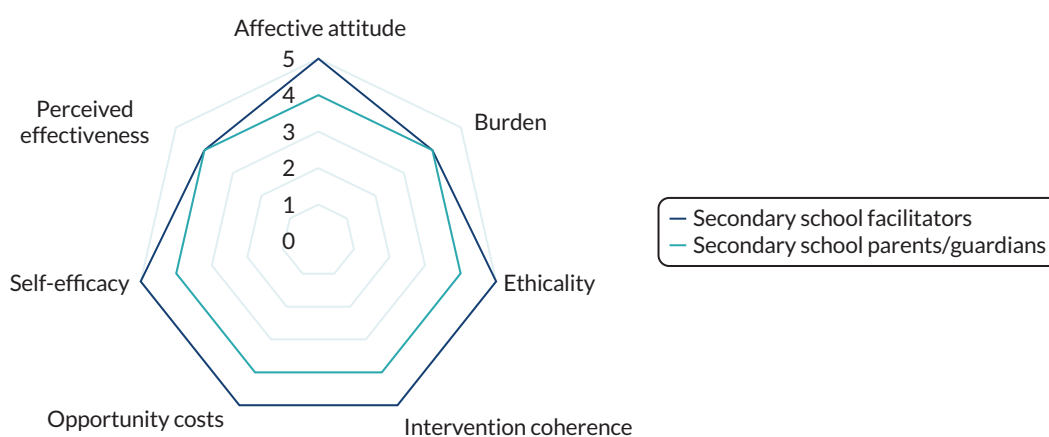 Affective attitude
5
4
3
2
1
0
Perceived
effectiveness
Burden
Secondary school facilitators
Secondary school parents/guardians
Self-efficacy
Ethicality
Opportunity costs
Intervention coherence